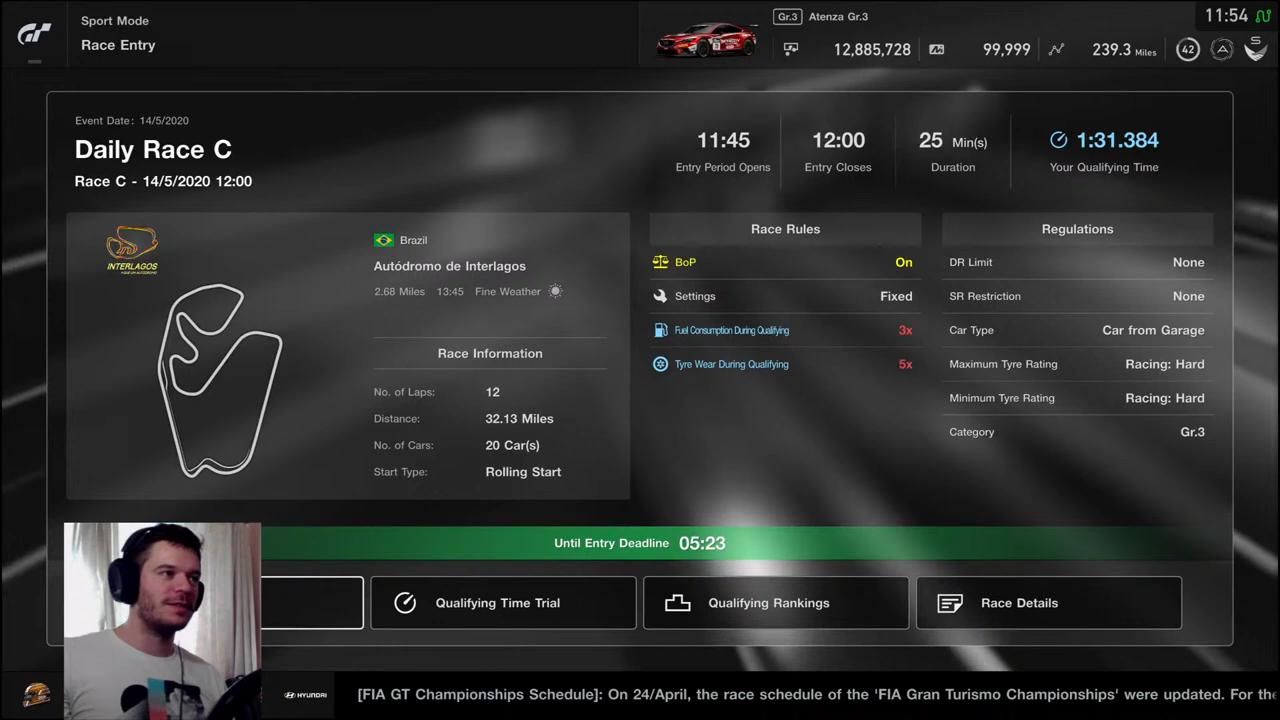 Sport Mode
Race Entry
Gr.3 Atenza Gr.3
11:54
12,885,728
99,999
239.3 Miles
42
A
S
Event Date: 14/5/2020
Daily Race C
Race C - 14/5/2020 12:00
11:45
Entry Period Opens
12:00
Entry Closes
25 Min(s)
Duration
1:31.384
Your Qualifying Time
INTERLAGOS
Brazil
Autódromo de Interlagos
2.68 Miles 13:45 Fine Weather
Race Information
No. of Laps: 12
Distance: 32.13 Miles
No. of Cars: 20 Car(s)
Start Type: Rolling Start
Race Rules
BoP On
Settings Fixed
Fuel Consumption During Qualifying 3x
Tyre Wear During Qualifying 5x
Regulations
DR Limit None
SR Restriction None
Car Type Car from Garage
Maximum Tyre Rating Racing: Hard
Minimum Tyre Rating Racing: Hard
Category Gr.3
Until Entry Deadline 05:23
Qualifying Time Trial
Qualifying Rankings
Race Details
HYUNDAI
[FIA GT Championships Schedule]: On 24/April, the race schedule of the 'FIA Gran Turismo Championships' were updated. For the